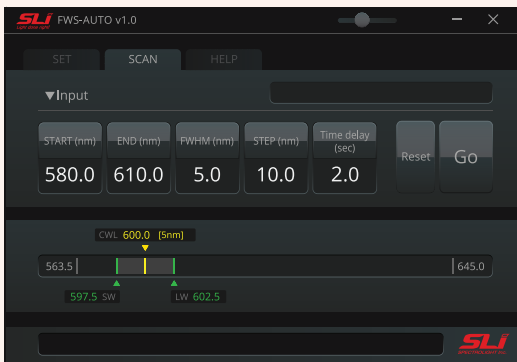 SLi FWS-AUTO v1.0
SET SCAN HELP
▼Input
START (nm) END (nm) FWHM (nm) STEP (nm) Time delay (sec) Reset Go
580.0 610.0 5.0 10.0 2.0
CWL 600.0 [5nm]
563.5 645.0
597.5 SW LW 602.5
SLi